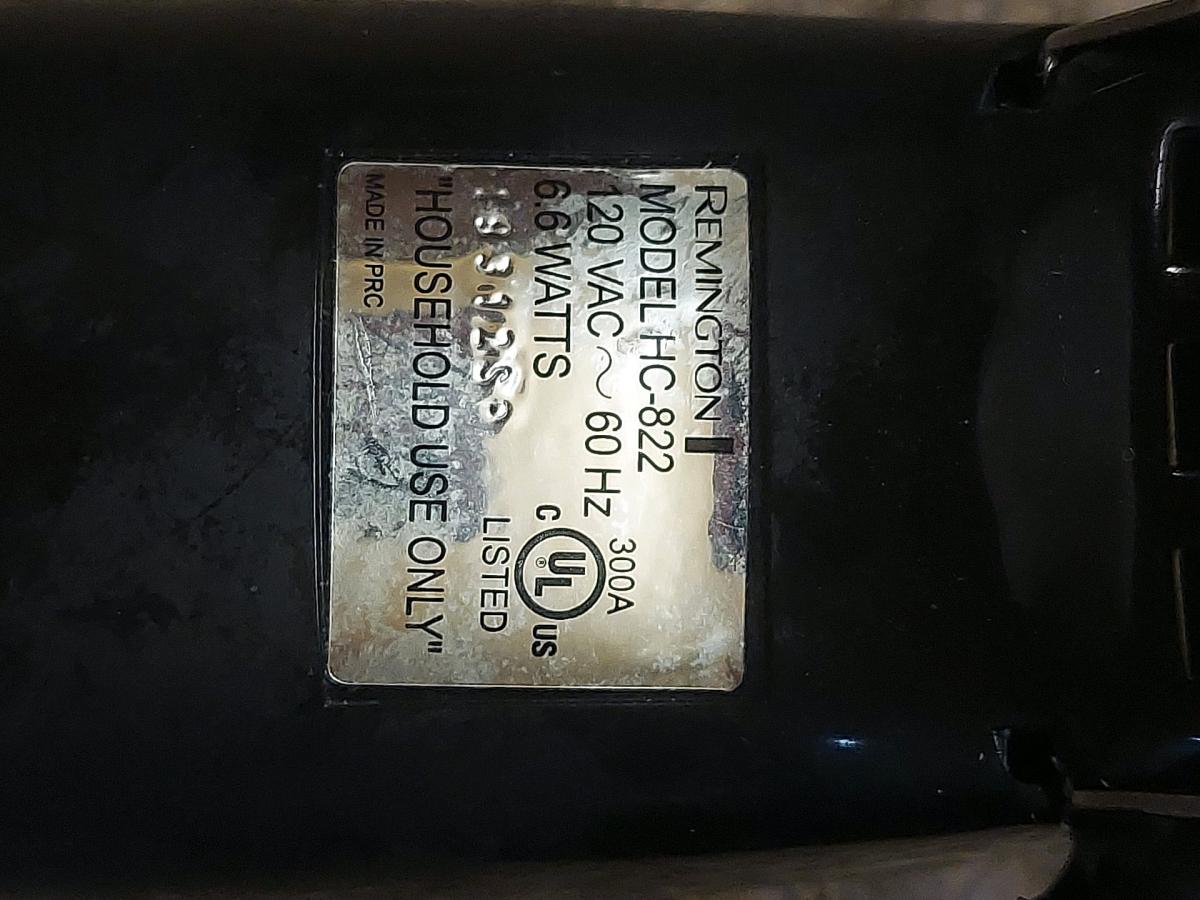 REMINGTON
MODEL HC-822
120 VAC ~ 60 Hz
300A
6.6 WATTS
C UL ® US
LISTED
"HOUSEHOLD USE ONLY"
MADE IN PRC